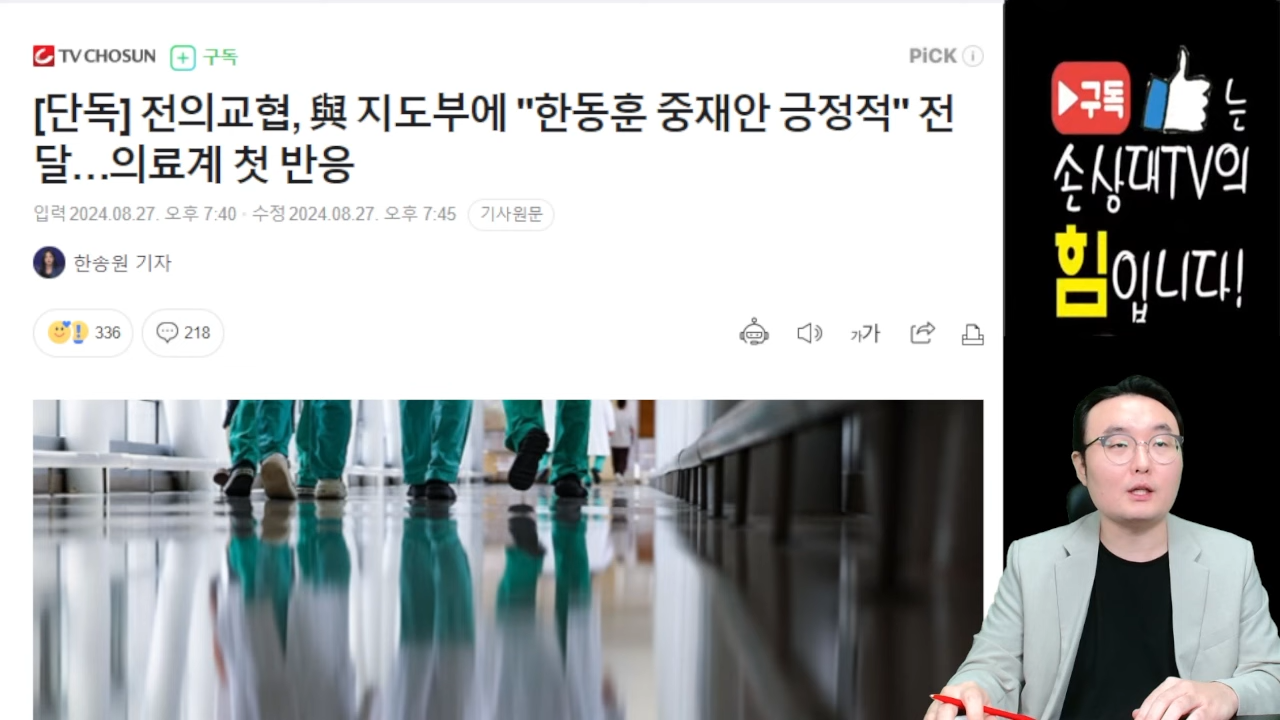 TV CHOSUN 구독
PiCK
[단독] 전의교협, 與 지도부에 "한동훈 중재안 긍정적" 전
달…의료계 첫 반응
입력 2024.08.27. 오후 7:40 · 수정 2024.08.27. 오후 7:45 기사원문
한송원 기자
336 218
가가
구독 는
손상대TV의
힘입니다!